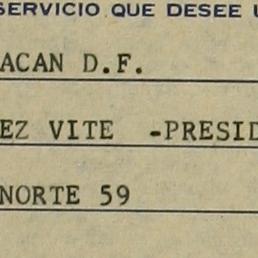 SERVICIO QUE DESEE U
ACAN D.F.
EZ VITE -PRESID
NORTE 59